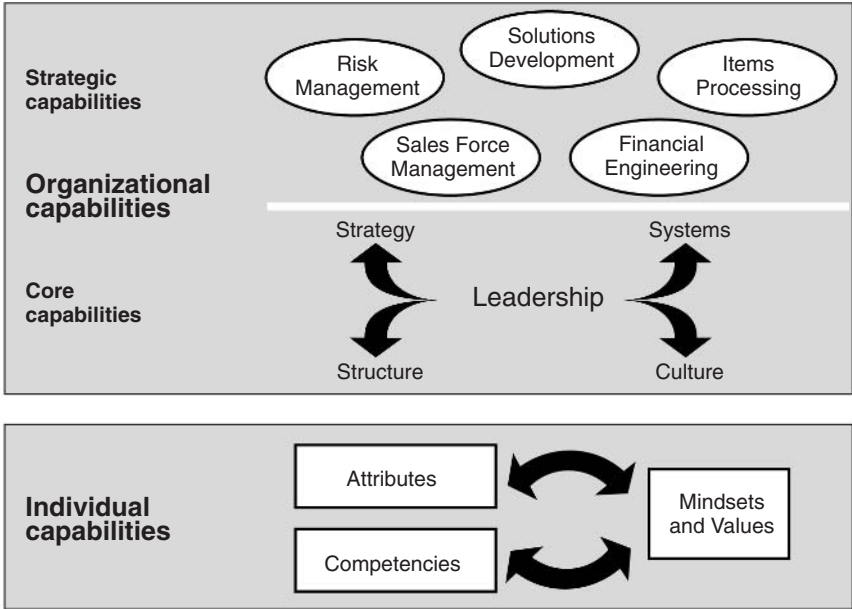 Strategic
capabilities
Risk
Management
Solutions
Development
Items
Processing
Sales Force
Management
Financial
Engineering
Organizational
capabilities
Strategy
Systems
Core
capabilities
Leadership
Structure
Culture
Individual
capabilities
Attributes
Competencies
Mindsets
and Values